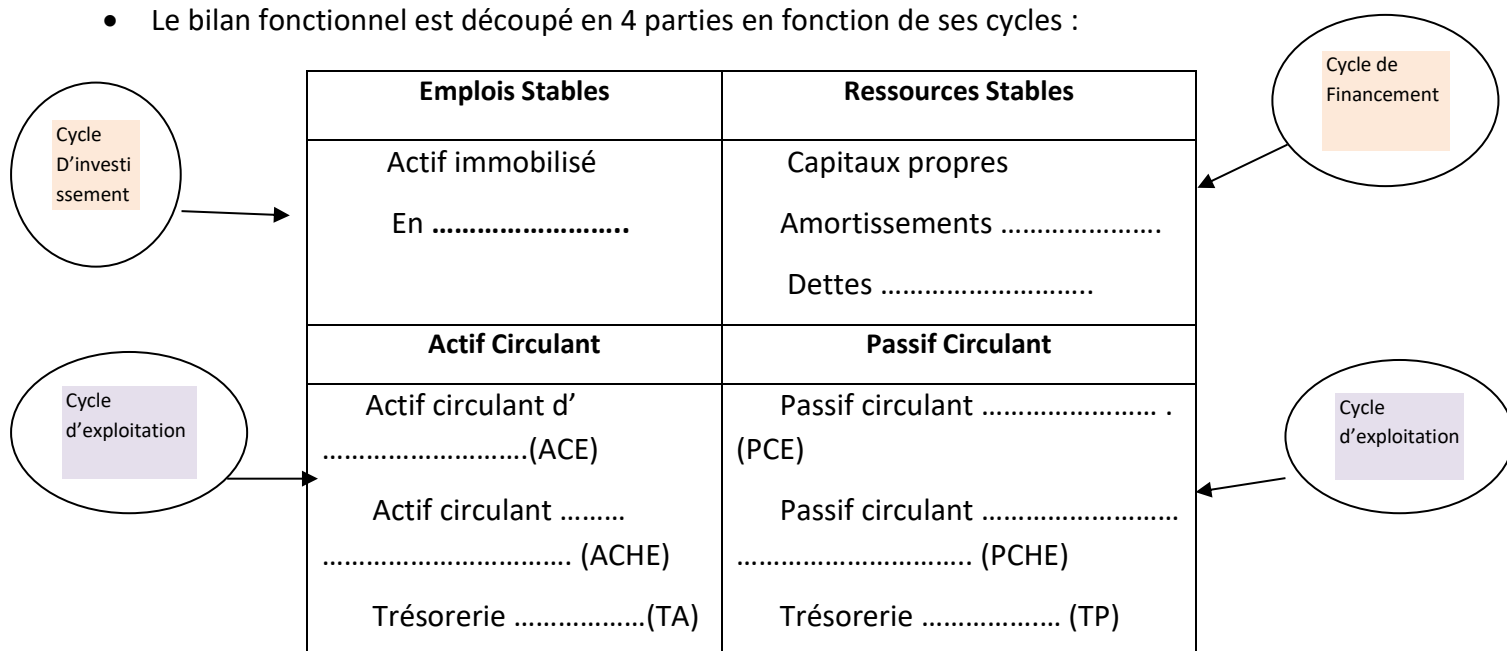 • Le bilan fonctionnel est découpé en 4 parties en fonction de ses cycles :
Cycle
D’investi
ssement
Cycle de
Financement
Emplois Stables
Ressources Stables
Actif immobilisé
En ……………………..
Capitaux propres
Amortissements ………………….
Dettes ………………………..
Actif Circulant
Passif Circulant
Cycle
d’exploitation
Actif circulant d’
……………………….(ACE)
Actif circulant ………
……………………………. (ACHE)
Trésorerie ………………(TA)
Passif circulant …………………… .
(PCE)
Passif circulant ………………………
………………………….. (PCHE)
Trésorerie ………………. (TP)
Cycle
d’exploitation